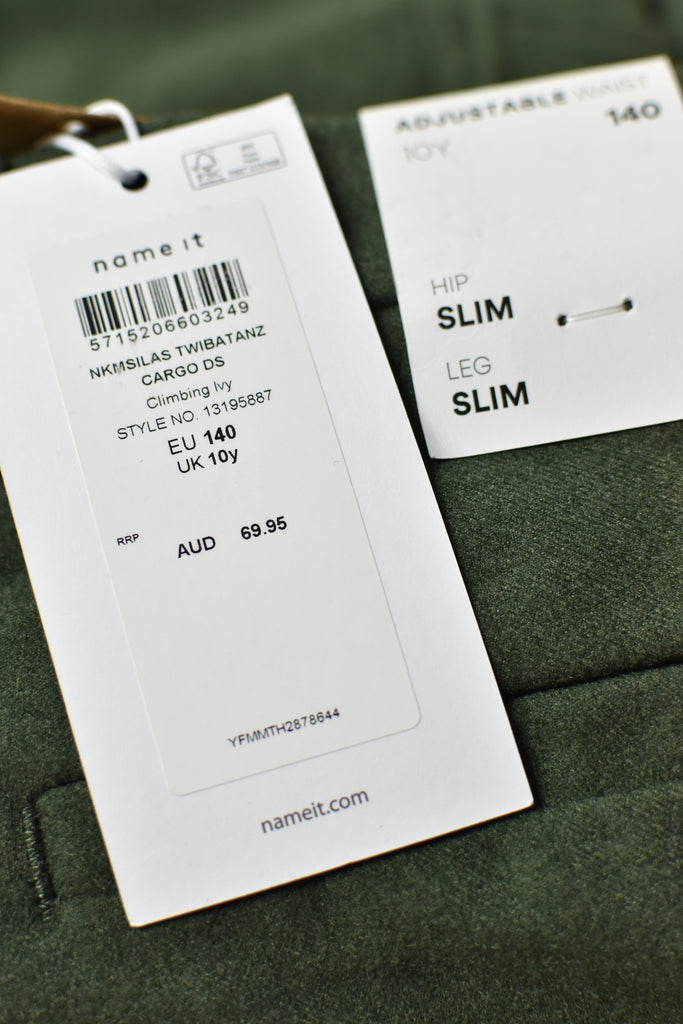 name it
5715206603249
NKMSILAS TWIBATANZ
CARGO DS
Climbing Ivy
STYLE NO. 13195887
EU 140
UK 10y
RRP AUD 69.95
YFMMTH2878644
nameit.com
ADJUSTABLE WAIST
140
10Y
HIP
SLIM
LEG
SLIM